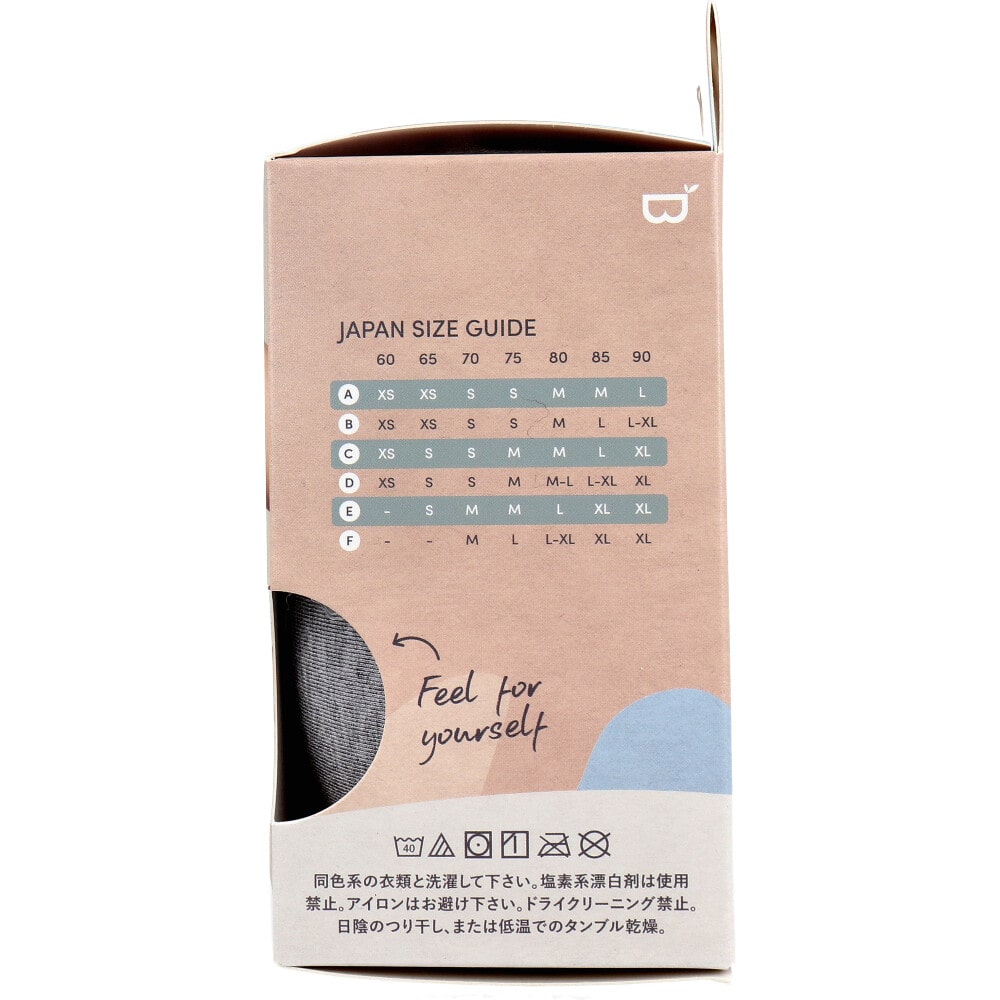 B
JAPAN SIZE GUIDE
60 65 70 75 80 85 90
A XS XS S S M M L
B XS XS S S M L L-XL
C XS S S M M L XL
D XS S S M M-L L-XL XL
E - S M M L XL XL
F - - M L L-XL XL XL
Feel for
yourself
40
同色系の衣類と洗濯して下さい。塩素系漂白剤は使用
禁止。アイロンはお避け下さい。ドライクリーニング禁止。
日陰のつり干し、または低温でのタンブル乾燥。